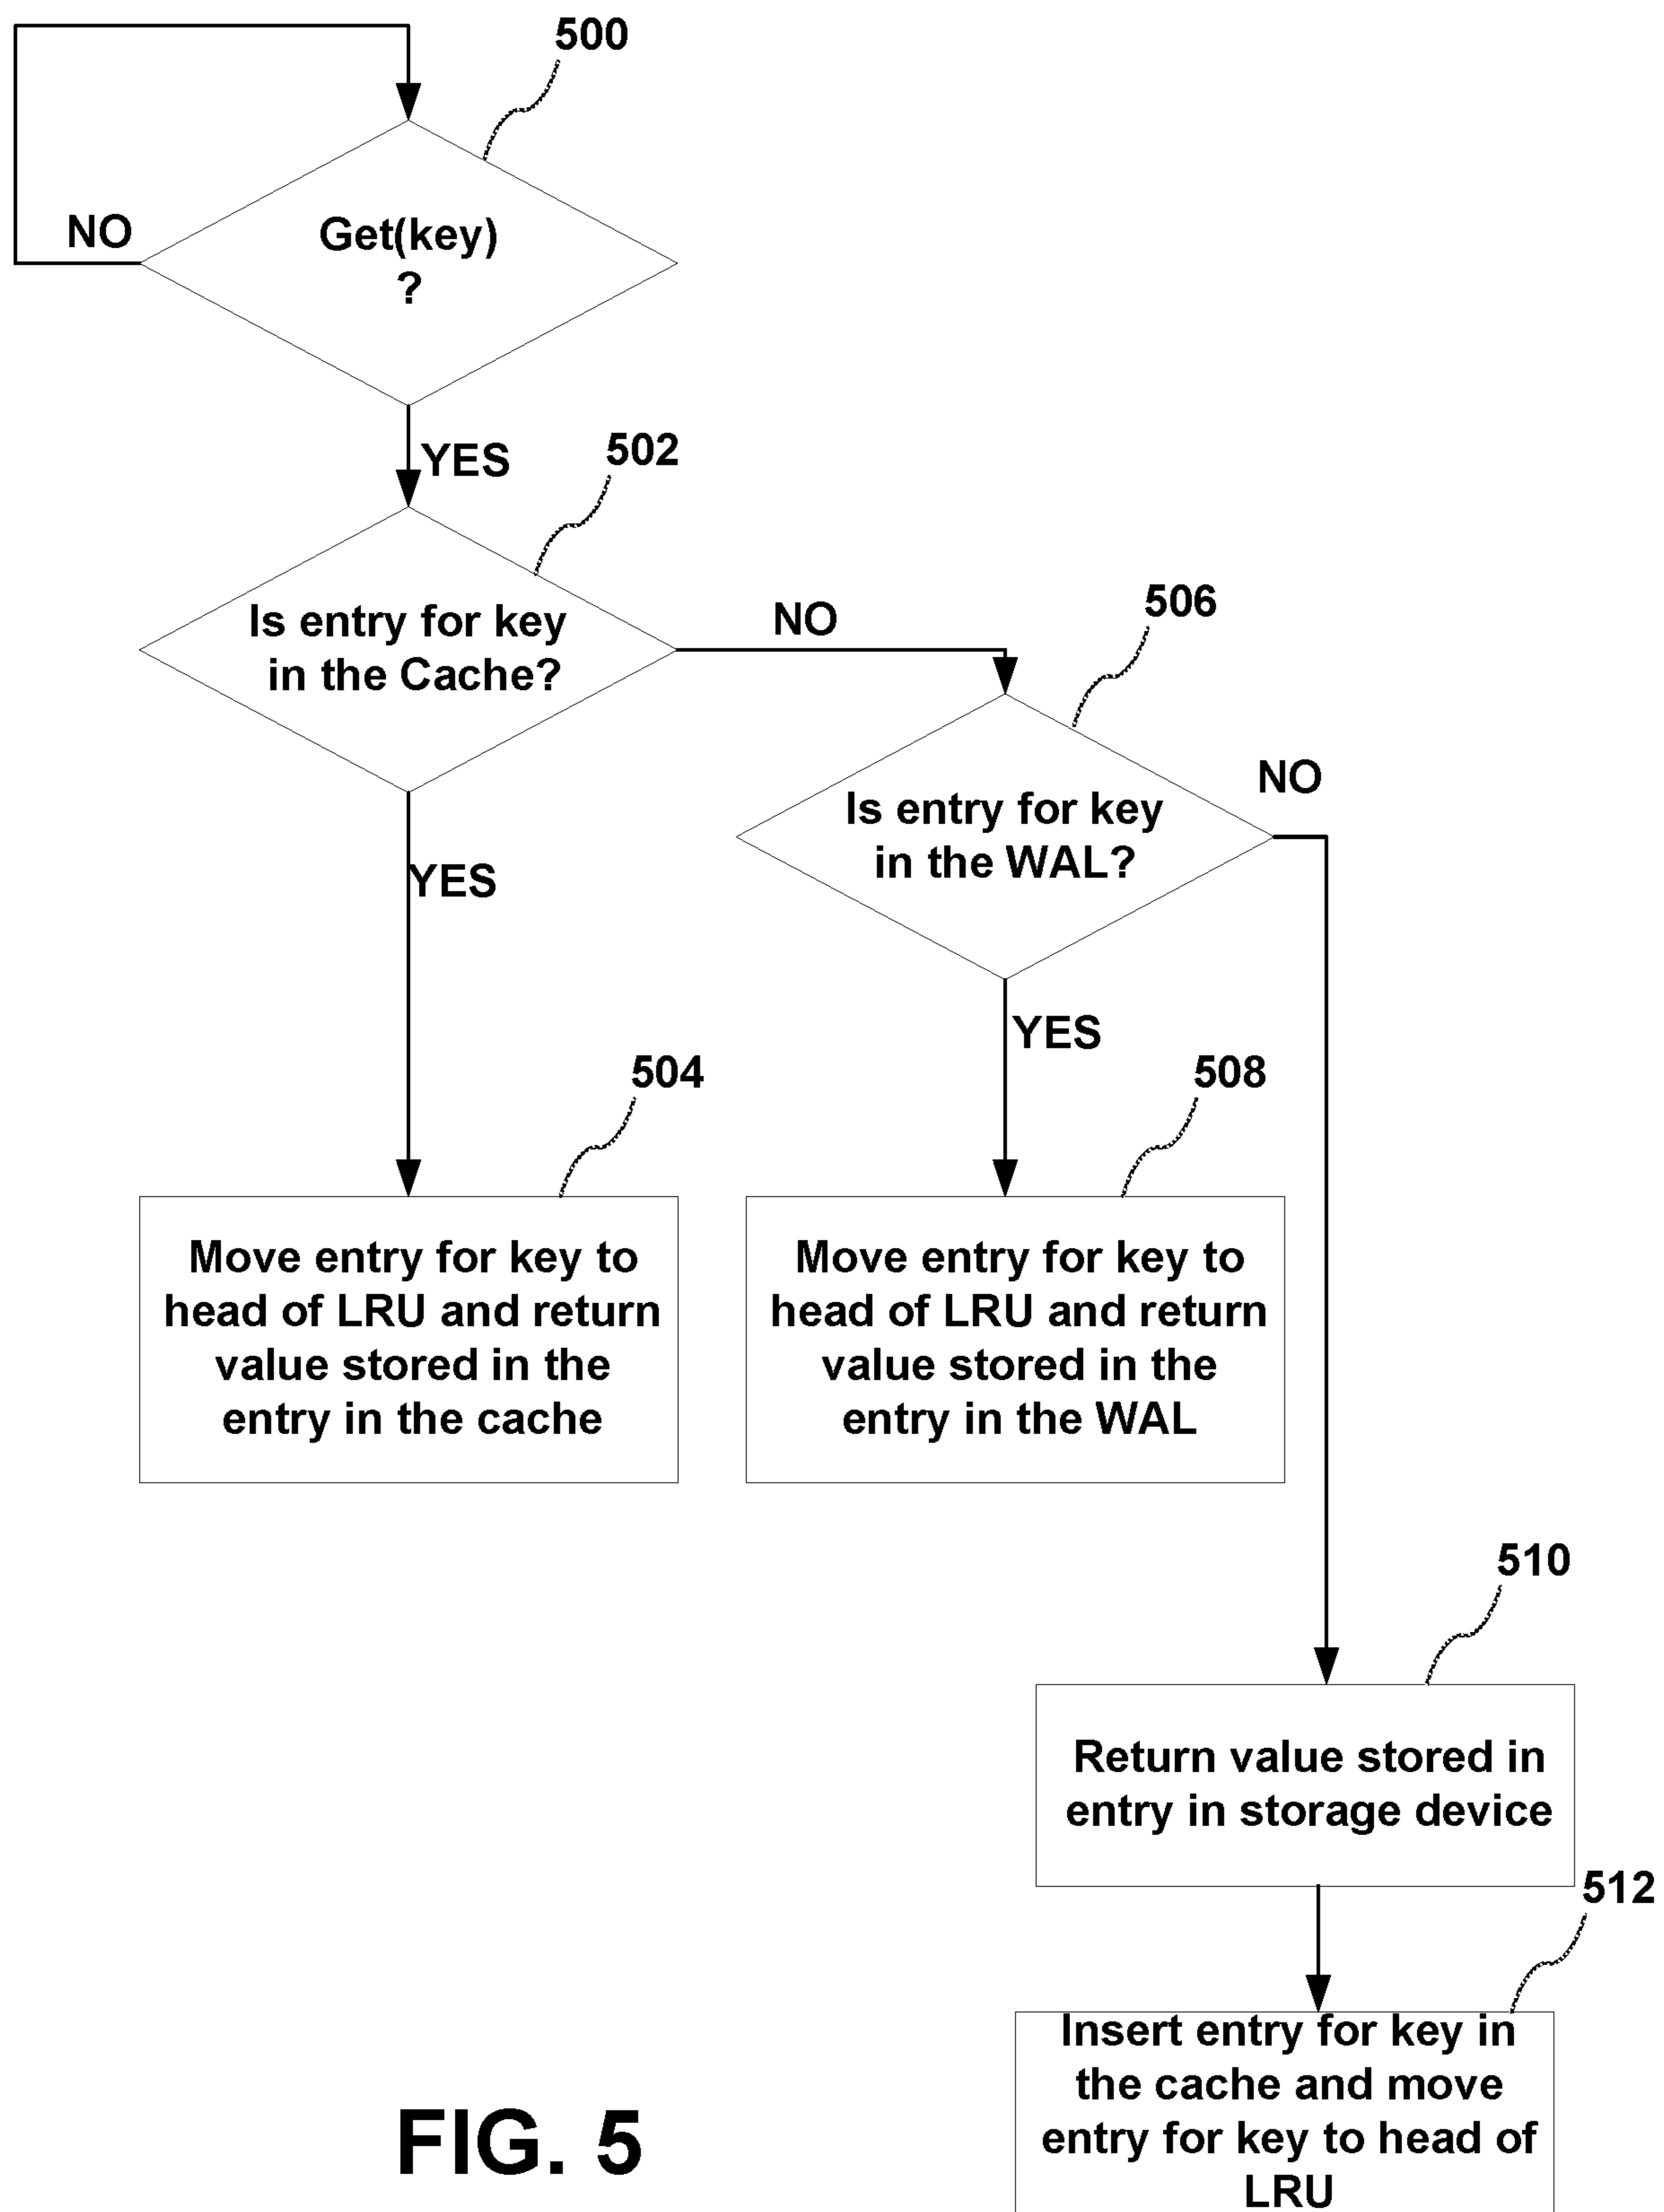 500
Get(key)
?
NO
YES
502
Is entry for key
in the Cache?
NO
506
Is entry for key
in the WAL?
NO
YES
YES
504
Move entry for key to
head of LRU and return
value stored in the
entry in the cache
508
Move entry for key to
head of LRU and return
value stored in the
entry in the WAL
510
Return value stored in
entry in storage device
512
Insert entry for key in
the cache and move
entry for key to head of
LRU
FIG. 5